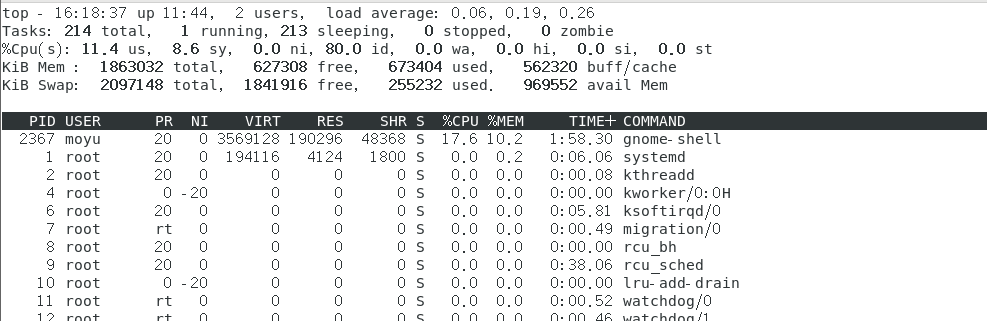 top - 16:18:37 up 11:44, 2 users, load average: 0.06, 0.19, 0.26
Tasks: 214 total, 1 running, 213 sleeping, 0 stopped, 0 zombie
%Cpu(s): 11.4 us, 8.6 sy, 0.0 ni, 80.0 id, 0.0 wa, 0.0 hi, 0.0 si, 0.0 st
KiB Mem : 1863032 total, 627308 free, 673404 used, 562320 buff/cache
KiB Swap: 2097148 total, 1841916 free, 255232 used. 969552 avail Mem
PID USER PR NI VIRT RES SHR S %CPU %MEM TIME+ COMMAND
2367 moyu 20 0 3569128 190296 48368 S 17.6 10.2 1:58.30 gnome-shell
1 root 20 0 194116 4124 1800 S 0.0 0.2 0:06.06 systemd
2 root 20 0 0 0 0 S 0.0 0.0 0:00.08 kthreadd
4 root 0 -20 0 0 0 S 0.0 0.0 0:00.00 kworker/0:0H
6 root 20 0 0 0 0 S 0.0 0.0 0:05.81 ksoftirqd/0
7 root rt 0 0 0 0 S 0.0 0.0 0:00.49 migration/0
8 root 20 0 0 0 0 S 0.0 0.0 0:00.00 rcu_bh
9 root 20 0 0 0 0 S 0.0 0.0 0:38.06 rcu_sched
10 root 0 -20 0 0 0 S 0.0 0.0 0:00.00 lru-add-drain
11 root rt 0 0 0 0 S 0.0 0.0 0:00.52 watchdog/0
12 root rt 0 0 0 0 S 0.0 0.0 0:00.46 watchdog/1